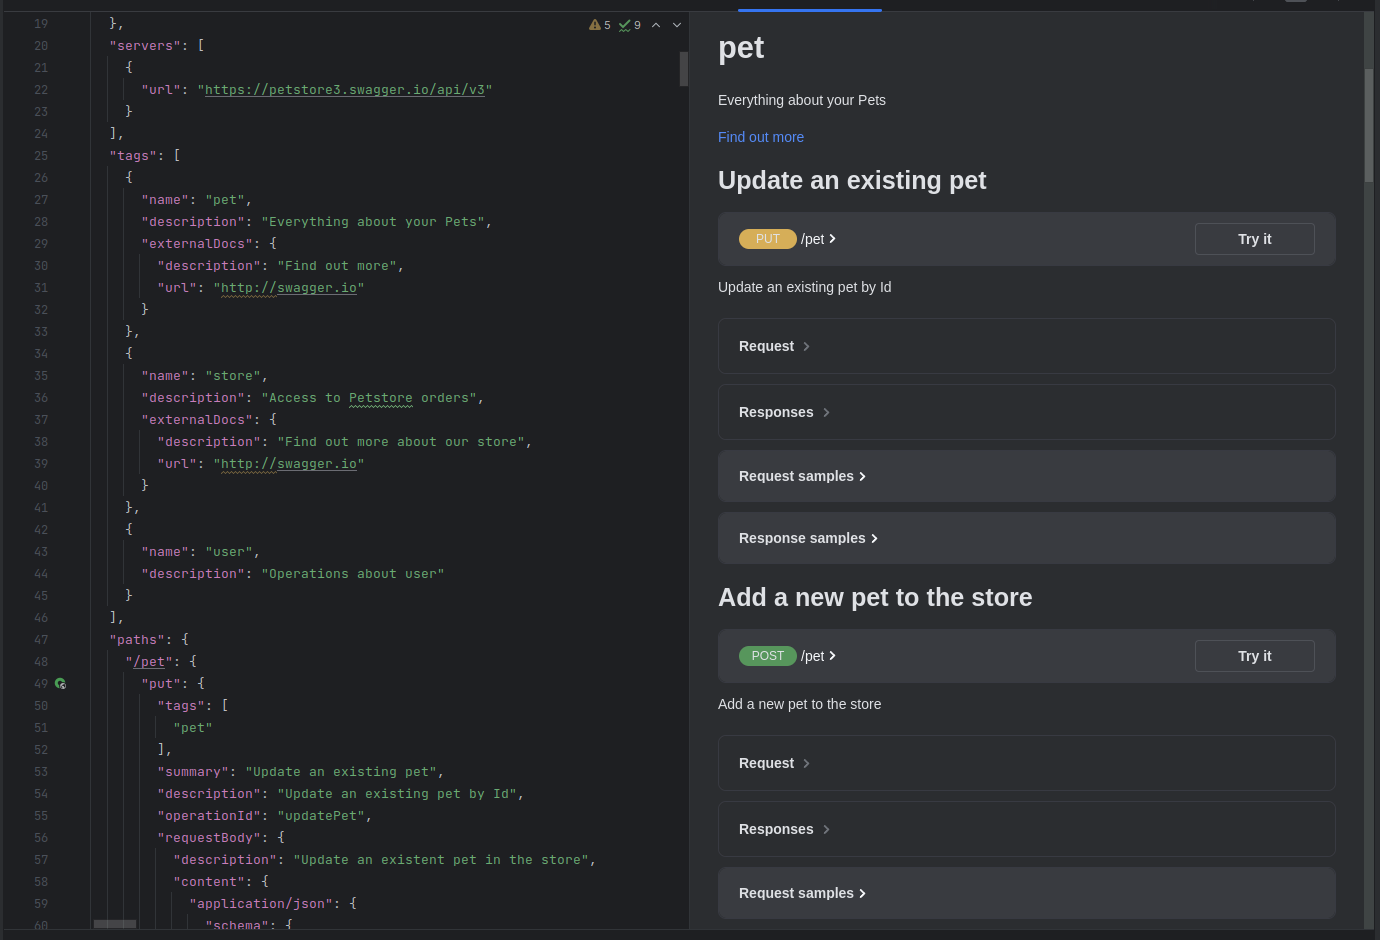 19 },
5 9
20 "servers": [
21 {
22 "url": "https://petstore3.swagger.io/api/v3"
23 }
24 ],
25 "tags": [
26 {
27 "name": "pet",
28 "description": "Everything about your Pets",
29 "externalDocs": {
30 "description": "Find out more",
31 "url": "http://swagger.io"
32 }
33 },
34 {
35 "name": "store",
36 "description": "Access to Petstore orders",
37 "externalDocs": {
38 "description": "Find out more about our store",
39 "url": "http://swagger.io"
40 }
41 },
42 {
43 "name": "user",
44 "description": "Operations about user"
45 }
46 ],
47 "paths": {
48 "/pet": {
49 "put": {
50 "tags": [
51 "pet"
52 ],
53 "summary": "Update an existing pet",
54 "description": "Update an existing pet by Id",
55 "operationId": "updatePet",
56 "requestBody": {
57 "description": "Update an existent pet in the store",
58 "content": {
59 "application/json": {
60 "schema": {
pet
Everything about your Pets
Find out more
Update an existing pet
PUT /pet
Try it
Update an existing pet by Id
Request
Responses
Request samples
Response samples
Add a new pet to the store
POST /pet
Try it
Add a new pet to the store
Request
Responses
Request samples